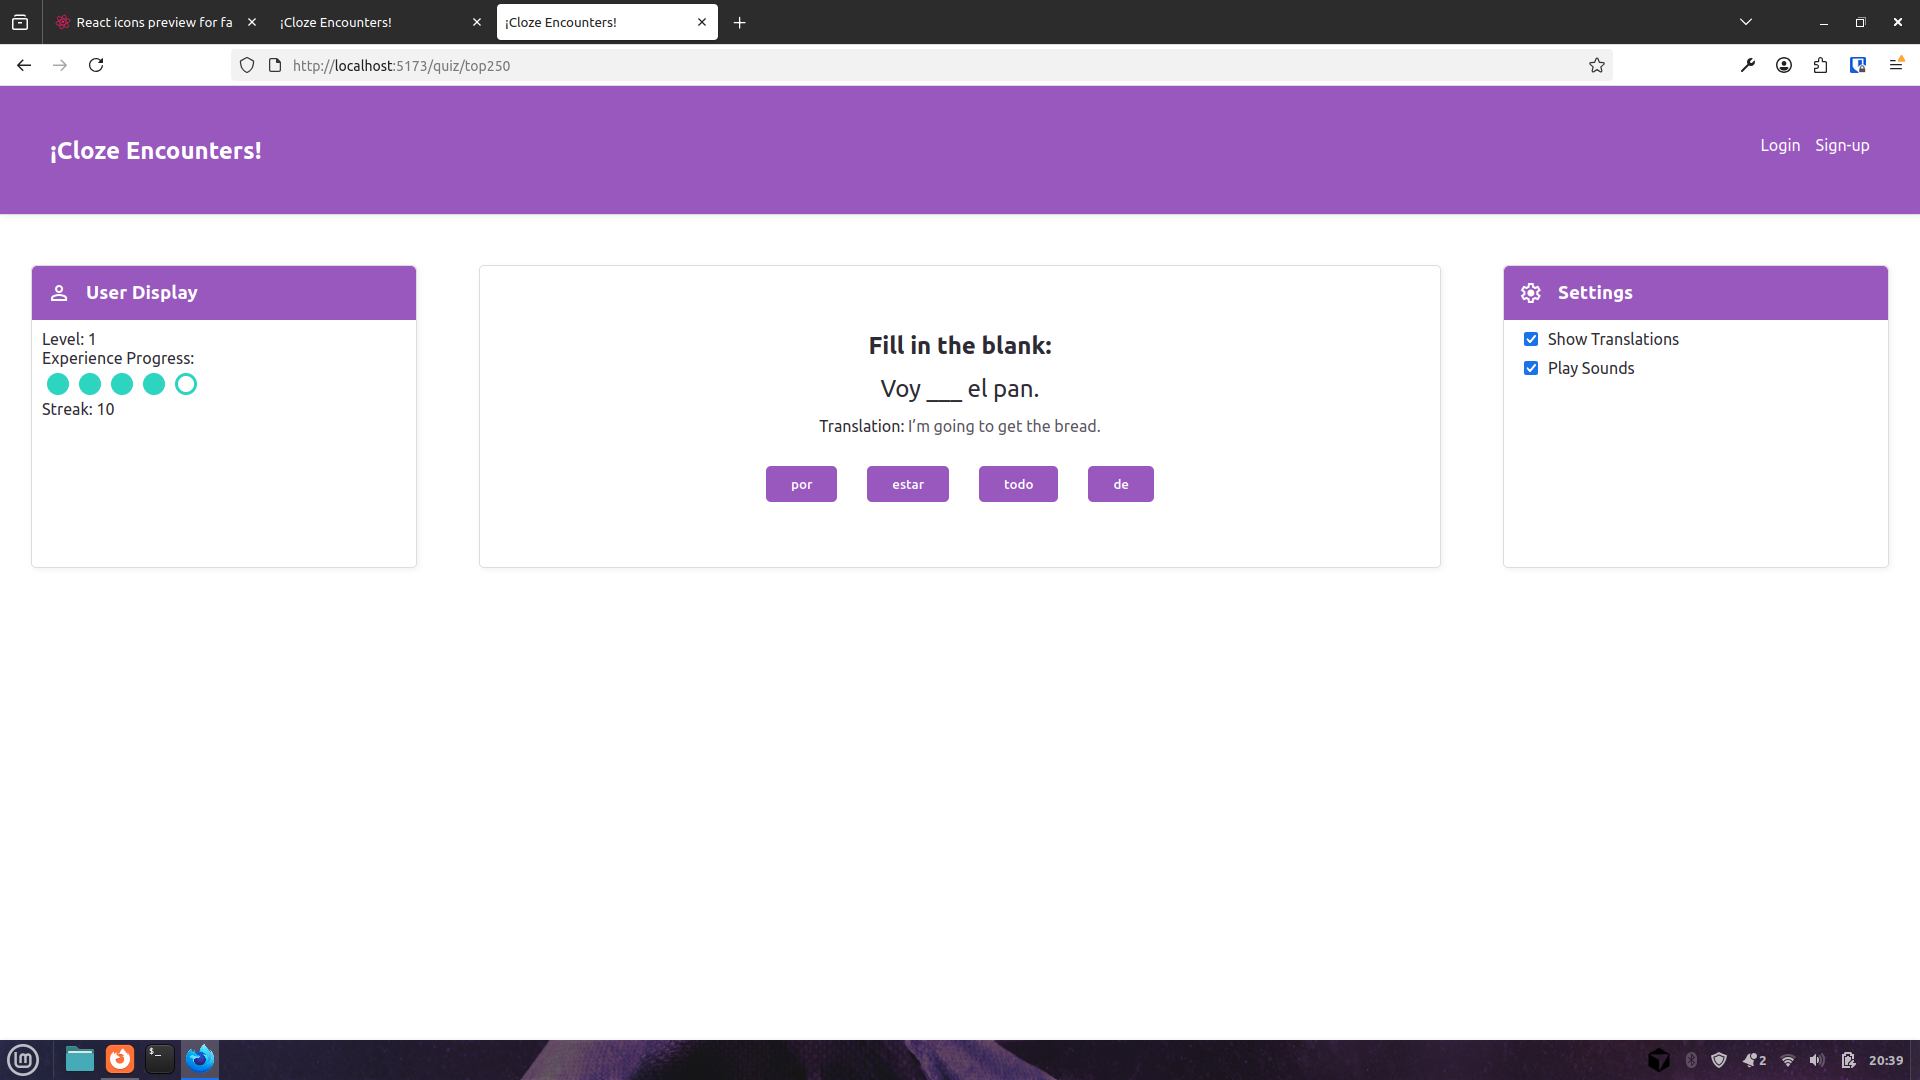 React icons preview for fa
¡Cloze Encounters!
¡Cloze Encounters!
http://localhost:5173/quiz/top250
¡Cloze Encounters!
Login Sign-up
User Display
Level: 1
Experience Progress:
Streak: 10
Fill in the blank:
Voy ___ el pan.
Translation: I’m going to get the bread.
por estar todo de
Settings
Show Translations
Play Sounds
2 20:39